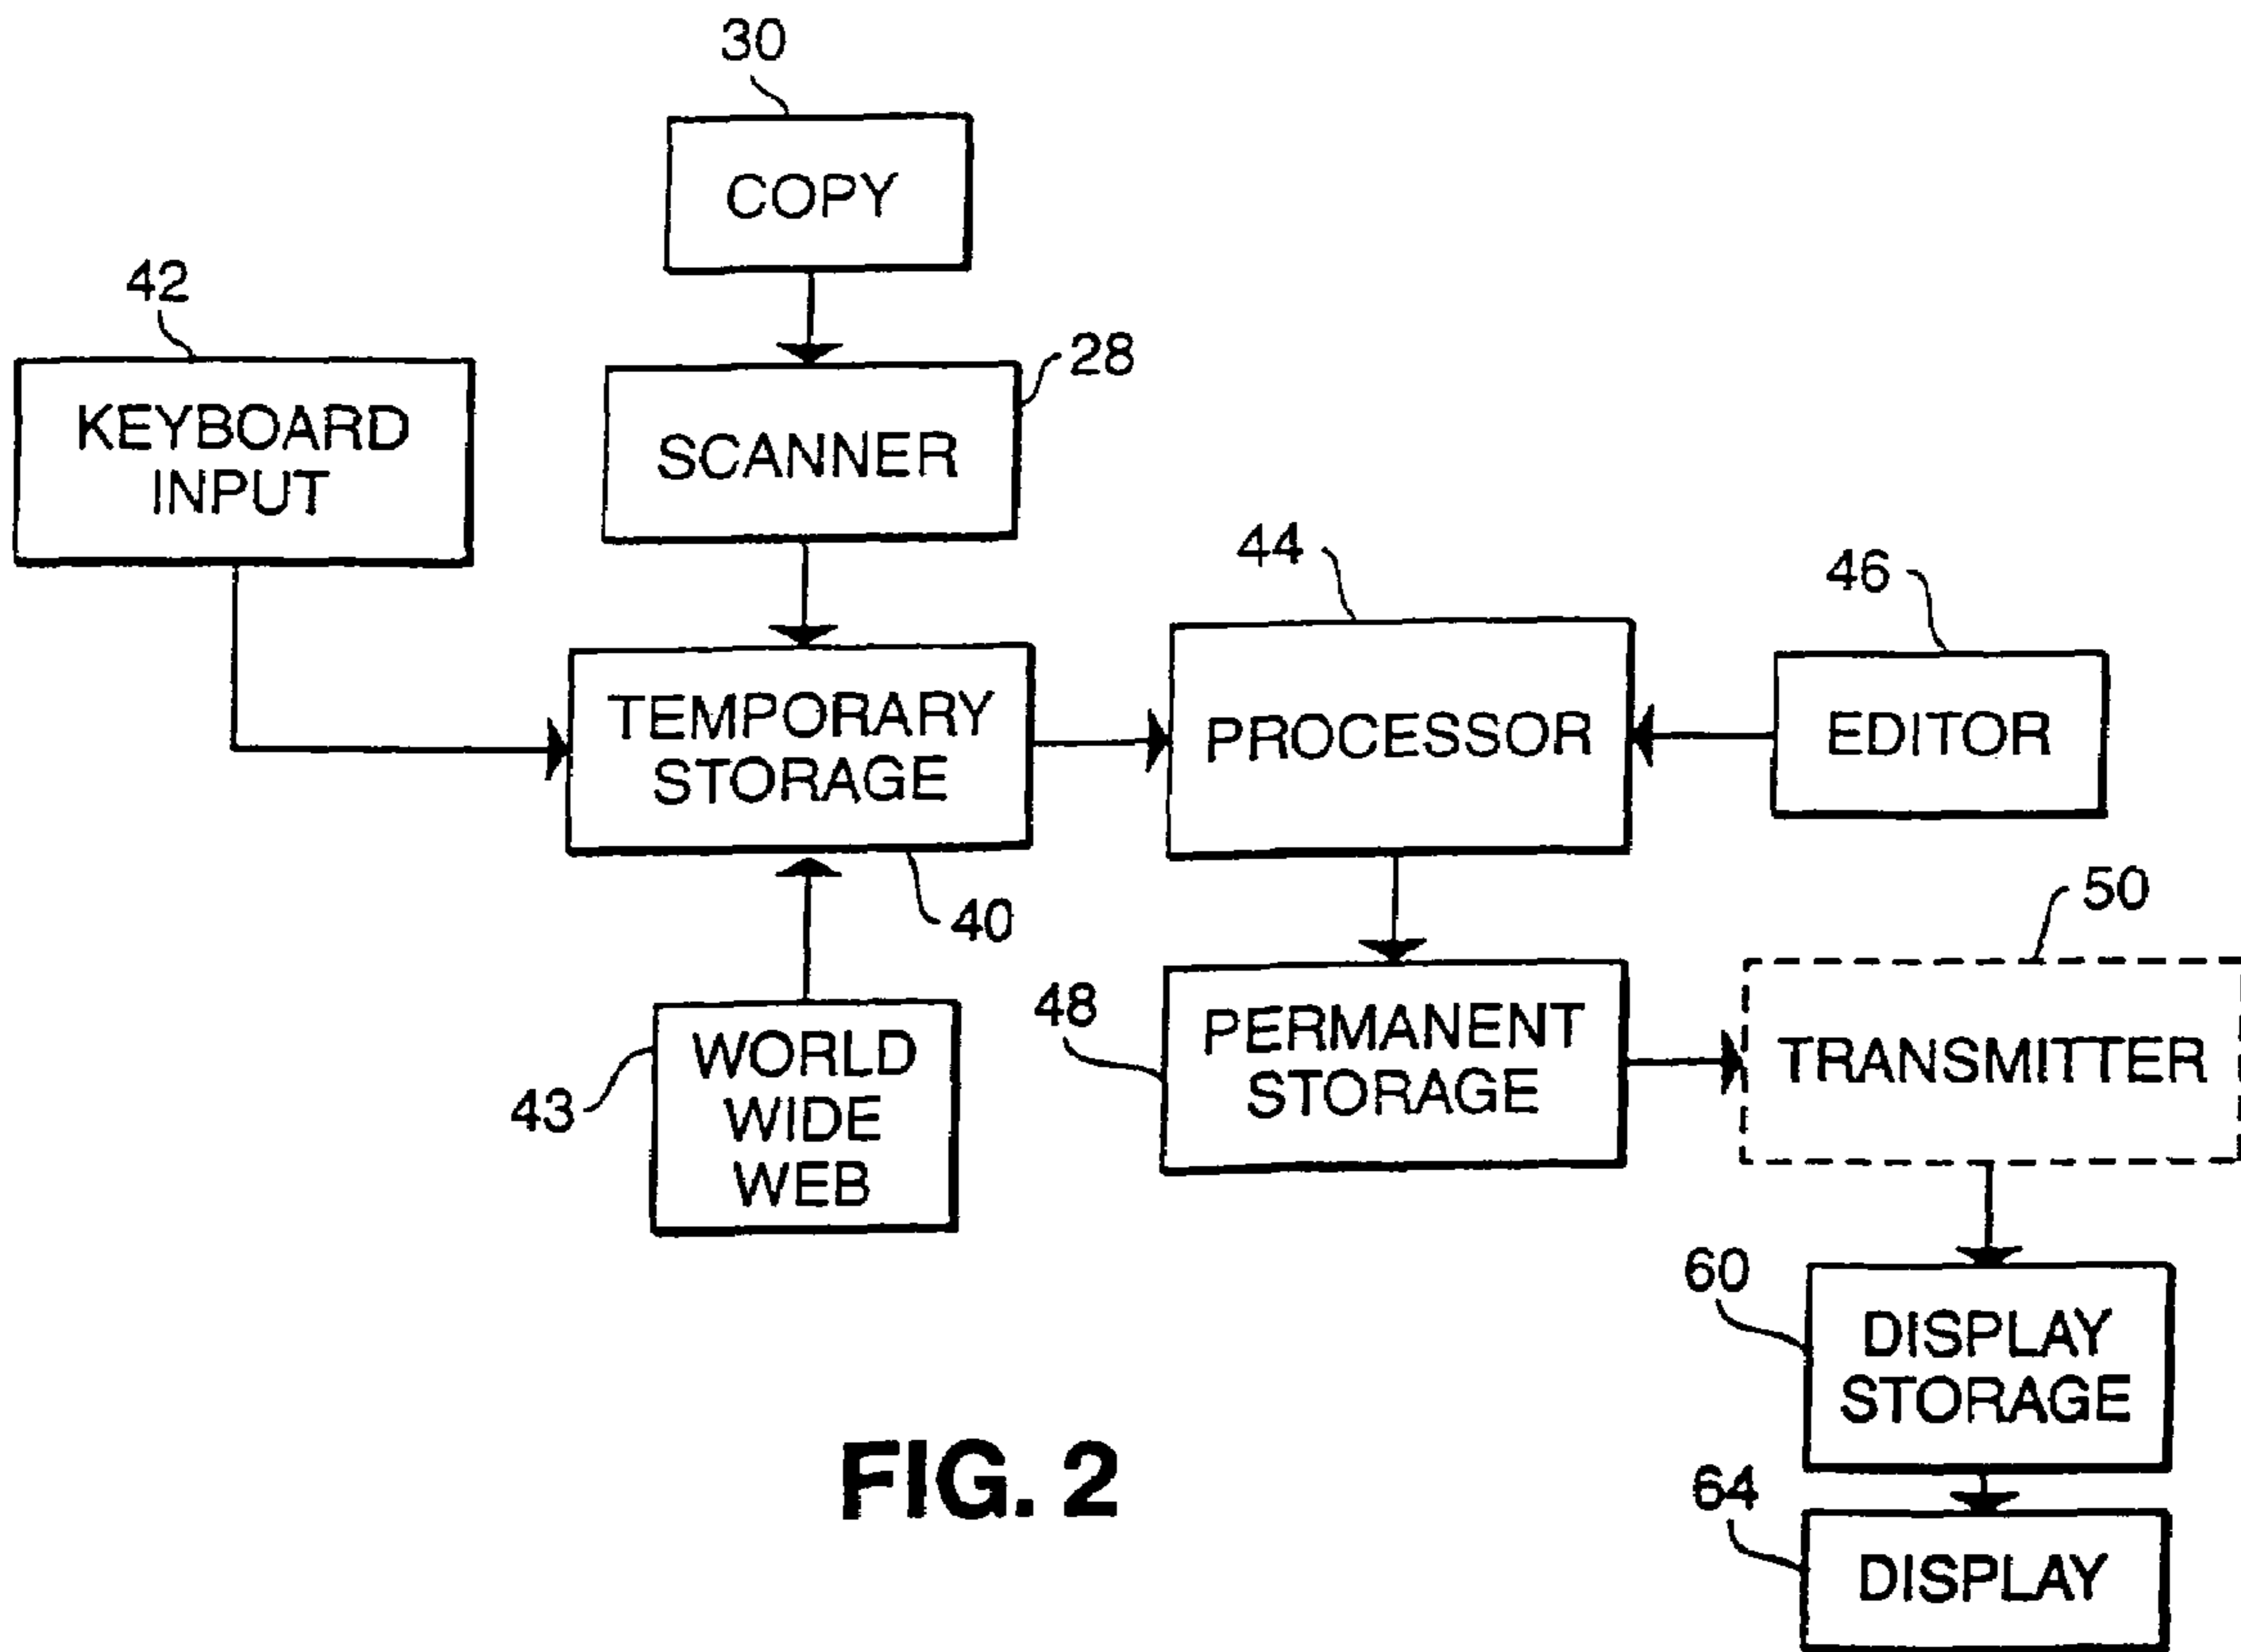 30
COPY
42
KEYBOARD
INPUT
28
SCANNER
44
46
TEMPORARY
STORAGE
PROCESSOR
EDITOR
40
50
43
WORLD
WIDE
WEB
48
PERMANENT
STORAGE
TRANSMITTER
60
DISPLAY
STORAGE
64
DISPLAY
FIG. 2